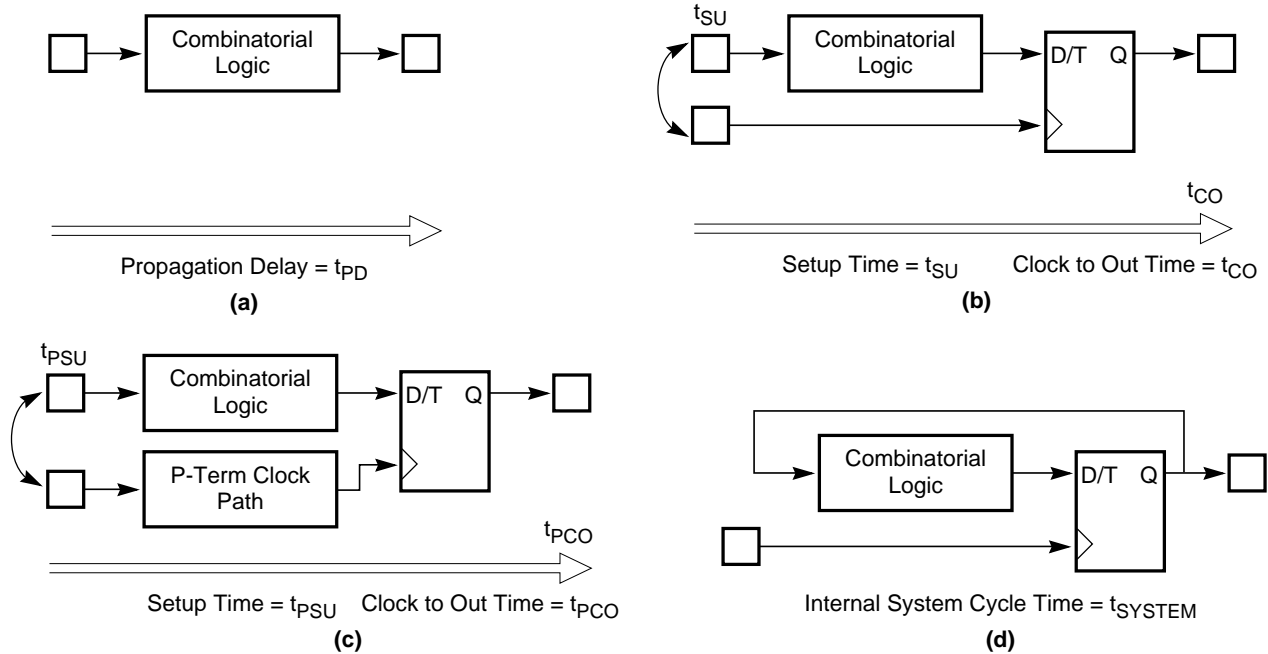 Combinatorial
Logic
Propagation Delay = tPD
(a)
tSU
Combinatorial
Logic
D/T Q
tCO
Setup Time = tSU Clock to Out Time = tCO
(b)
tPSU
Combinatorial
Logic
D/T Q
P-Term Clock
Path
tPCO
Setup Time = tPSU Clock to Out Time = tPCO
(c)
Combinatorial
Logic
D/T Q
Internal System Cycle Time = tSYSTEM
(d)